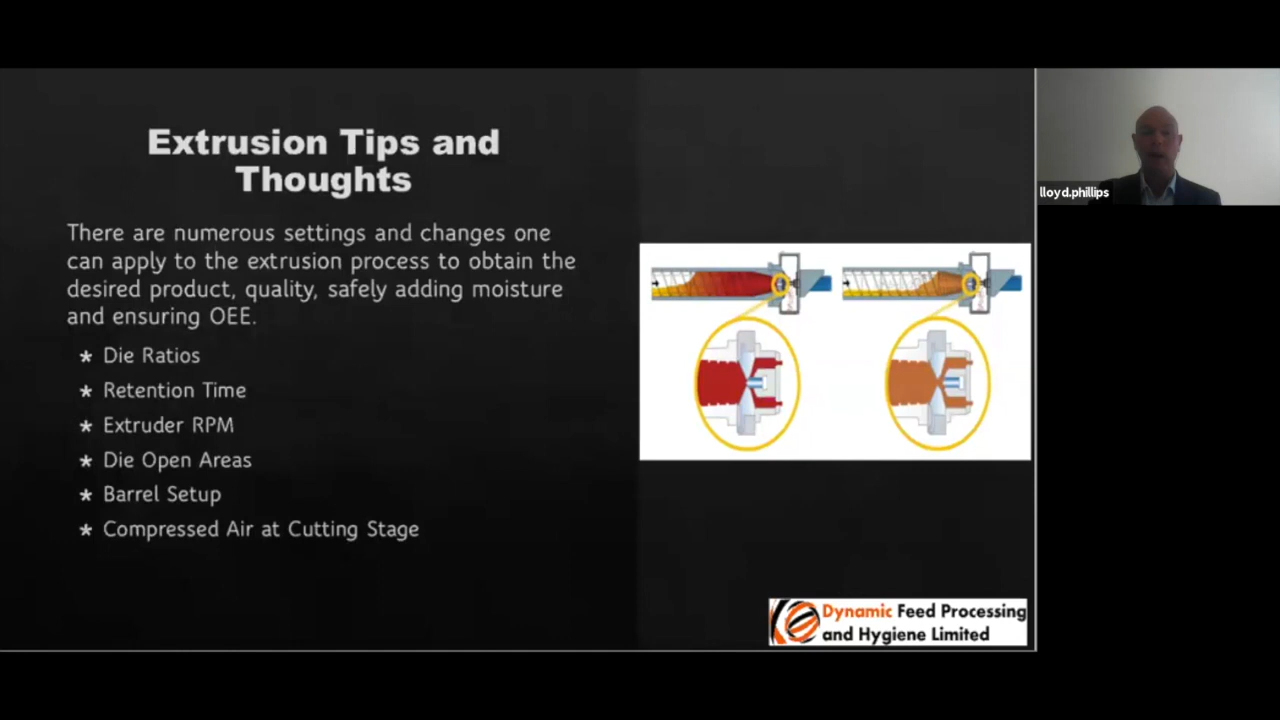 Extrusion Tips and
Thoughts
There are numerous settings and changes one
can apply to the extrusion process to obtain the
desired product, quality, safely adding moisture
and ensuring OEE.
* Die Ratios
* Retention Time
* Extruder RPM
* Die Open Areas
* Barrel Setup
* Compressed Air at Cutting Stage
lloyd.phillips
Dynamic Feed Processing
and Hygiene Limited